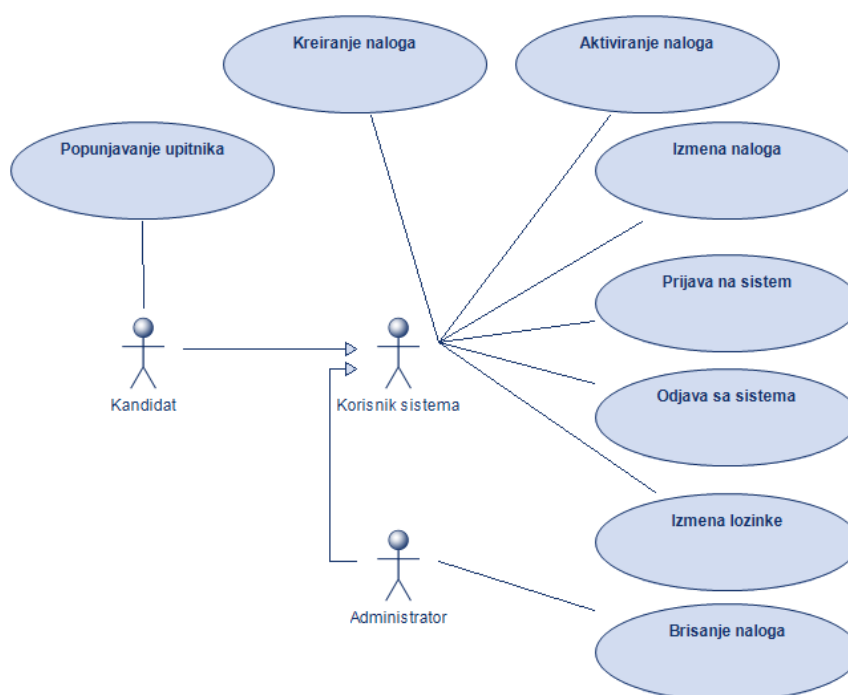 Kreiranje naloga
Aktiviranje naloga
Popunjavanje upitnika
Izmena naloga
Prijava na sistem
Kandidat
Korisnik sistema
Odjava sa sistema
Izmena lozinke
Administrator
Brisanje naloga